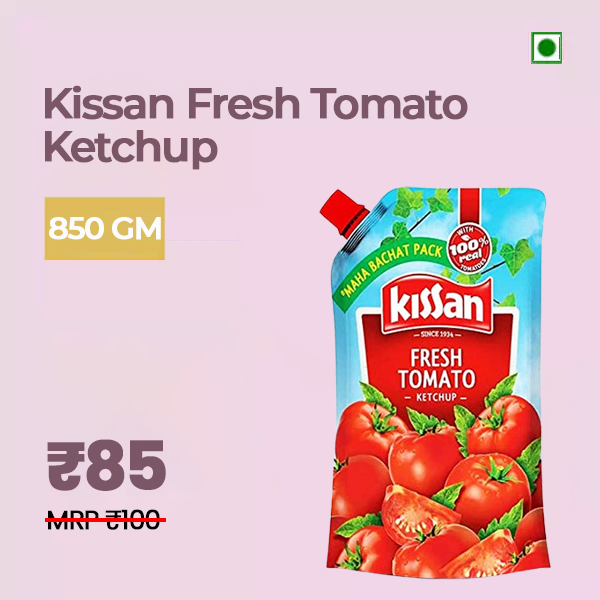 Kissan Fresh Tomato
Ketchup
850 GM
*MAHA BACHAT PACK
WITH
100%
real
TOMATOES
KISSAN
SINCE 1934
FRESH
TOMATO
KETCHUP
₹85
MRP ₹100